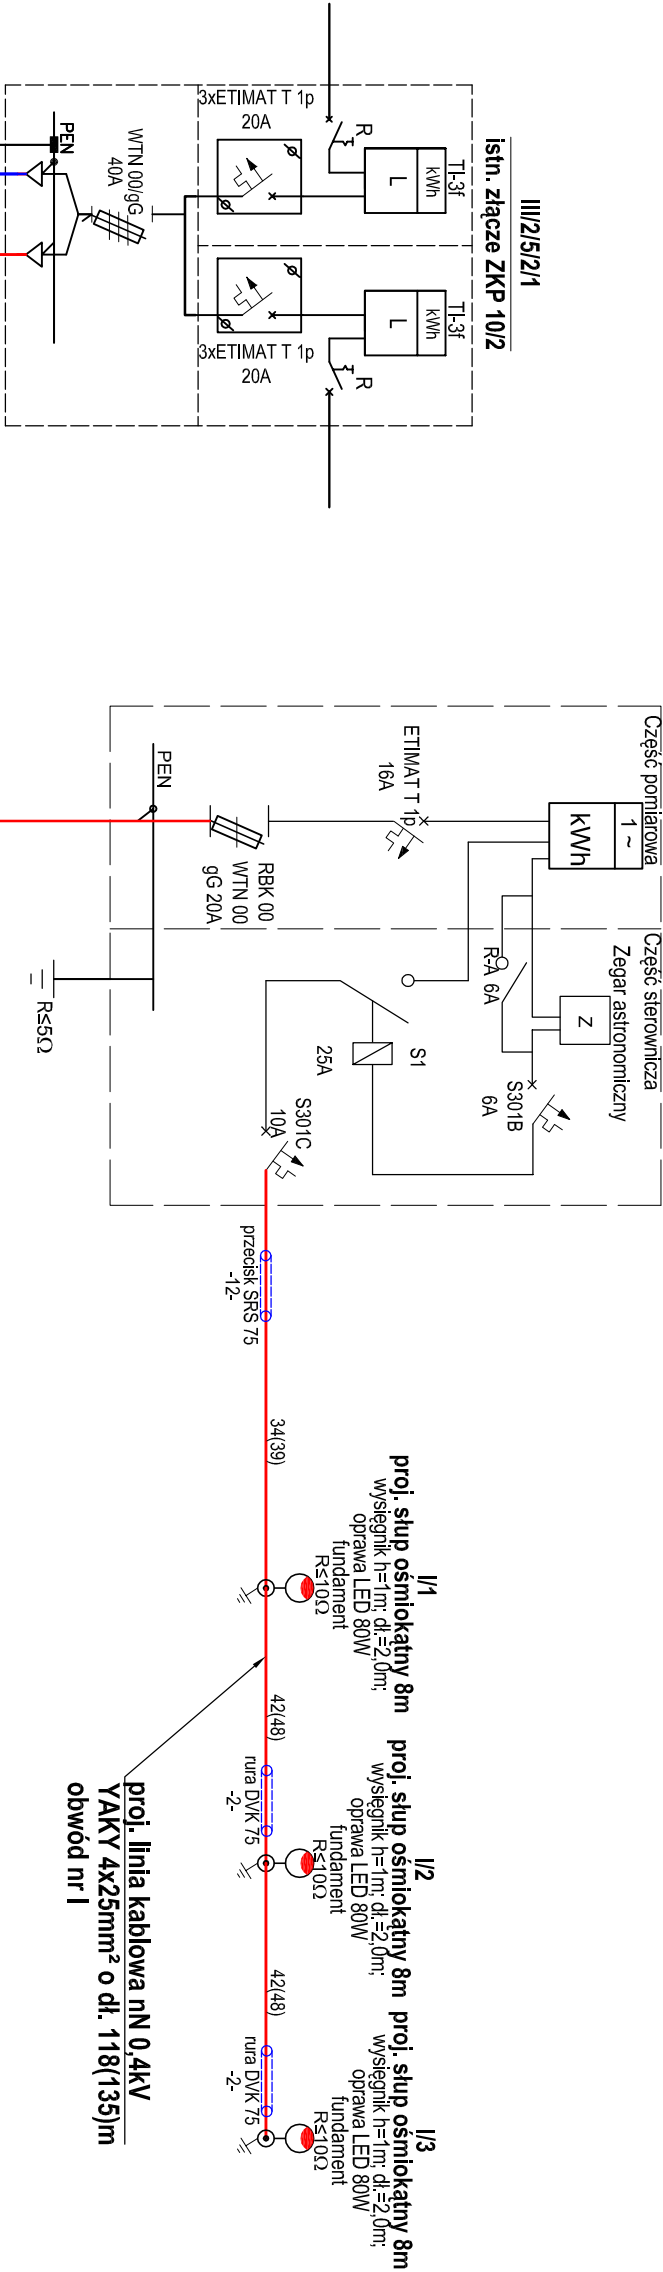 III/2/5/2/1
istn. złącze ZKP 10/2
3xETIMAT T 1p
20A
R
TI-3f
kWh
L
PEN
WTN 00/gG
40A
TI-3f
kWh
L
3xETIMAT T 1p
20A
R
Część pomiarowa
1 ~
kWh
ETIMAT T 1p
16A
PEN
RBK 00
WTN 00
gG 20A
R≤5Ω
Część sterownicza
Zegar astronomiczny
Z
R-A 6A
S301B
6A
S1
25A
S301C
10A
przecisk SRS 75
-12-
34(39)
I/1
proj. słup ośmiokątny 8m
wysięgnik h=1m; dł.=2,0m;
oprawa LED 80W
fundament
R≤10Ω
42(48)
rura DVK 75
-2-
I/2
proj. słup ośmiokątny 8m
wysięgnik h=1m; dł.=2,0m;
oprawa LED 80W
fundament
R≤10Ω
42(48)
rura DVK 75
-2-
I/3
proj. słup ośmiokątny 8m
wysięgnik h=1m; dł.=2,0m;
oprawa LED 80W
fundament
R≤10Ω
proj. linia kablowa nN 0,4kV
YAKY 4x25mm² o dł. 118(135)m
obwód nr I